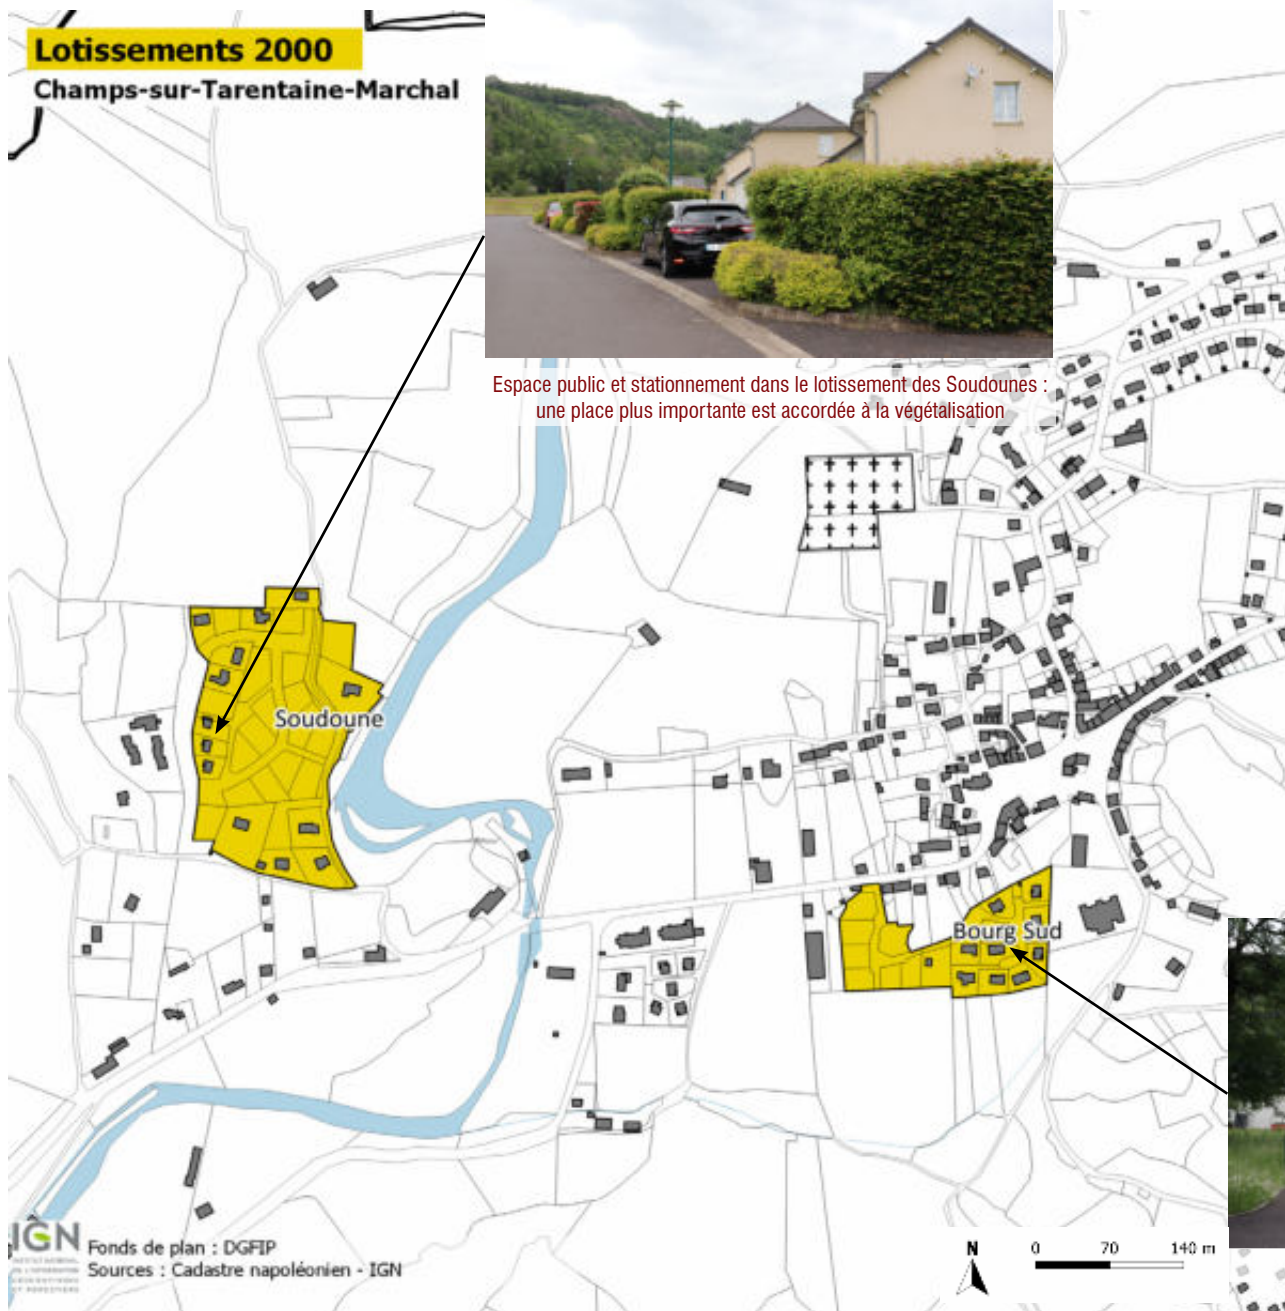 Lotissements 2000
Champs-sur-Tarentaine-Marchal
Espace public et stationnement dans le lotissement des Soudounes :
une place plus importante est accordée à la végétalisation
Soudoune
Bourg Sud
IGN
Fonds de plan : DGFIP
Sources : Cadastre napoléonien - IGN
N
0 70 140 m